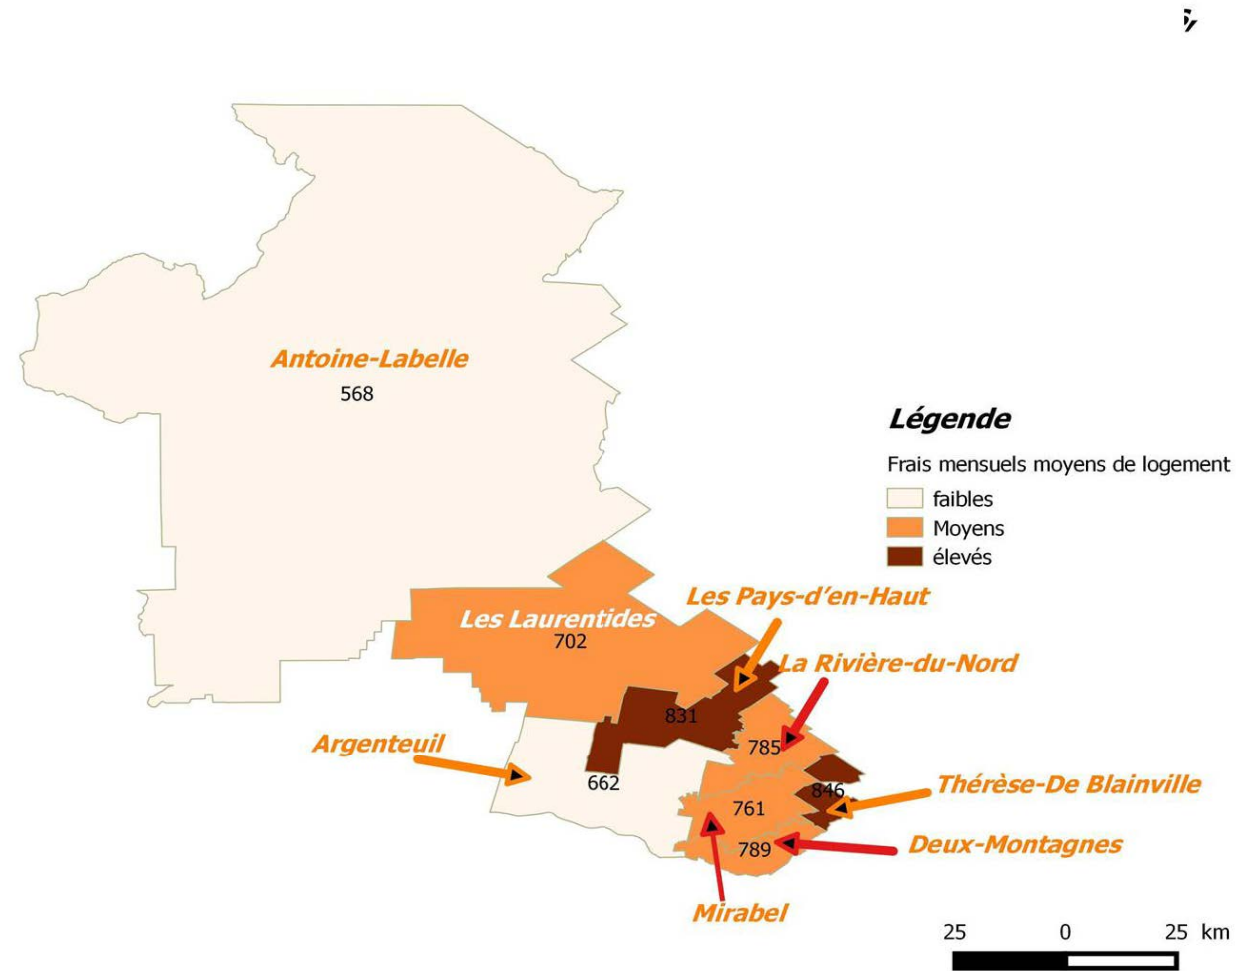 Antoine-Labelle
568
Légende
Frais mensuels moyens de logement
faibles
Moyens
élevés
Les Pays-d'en-Haut
Les Laurentides
702
La Rivière-du-Nord
831
Argenteuil
785
662
Thérèse-De Blainville
846
761
Deux-Montagnes
789
Mirabel
25 0 25 km